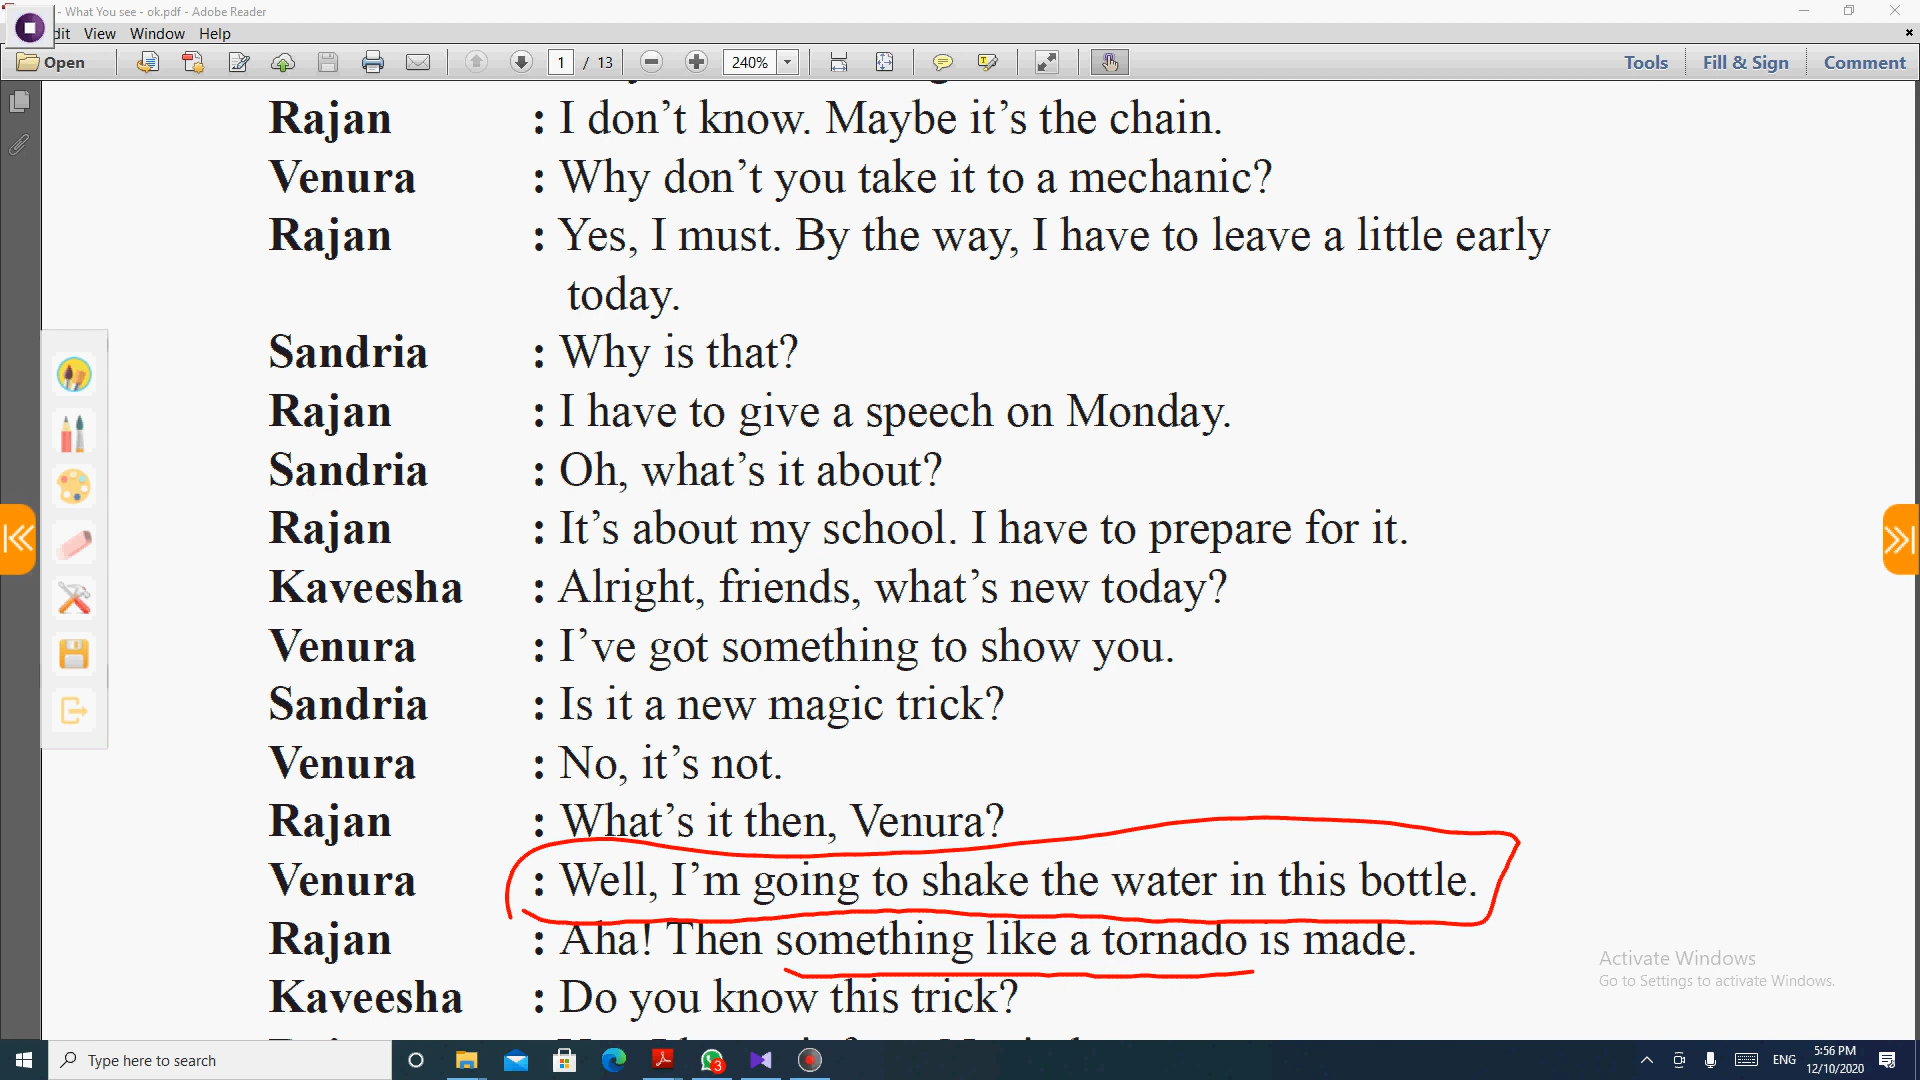 - What You see - ok.pdf - Adobe Reader
dit View Window Help
Open 1 / 13 240% Tools Fill & Sign Comment
Rajan : I don’t know. Maybe it’s the chain.
Venura : Why don’t you take it to a mechanic?
Rajan : Yes, I must. By the way, I have to leave a little early
today.
Sandria : Why is that?
Rajan : I have to give a speech on Monday.
Sandria : Oh, what’s it about?
Rajan : It’s about my school. I have to prepare for it.
Kaveesha : Alright, friends, what’s new today?
Venura : I’ve got something to show you.
Sandria : Is it a new magic trick?
Venura : No, it’s not.
Rajan : What’s it then, Venura?
Venura : Well, I’m going to shake the water in this bottle.
Rajan : Aha! Then something like a tornado is made.
Kaveesha : Do you know this trick?
Activate Windows
Go to Settings to activate Windows.
Type here to search
3
ENG
5:56 PM
12/10/2020